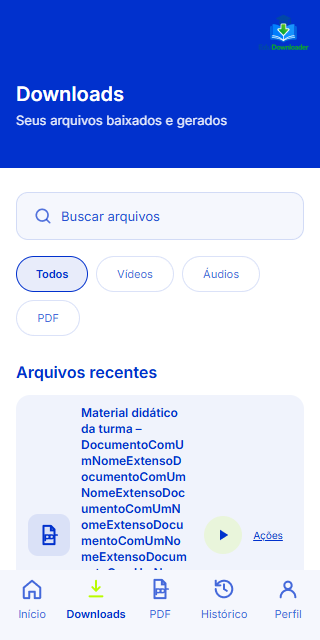 Downloader
Downloads
Seus arquivos baixados e gerados
Buscar arquivos
Todos
Vídeos
Áudios
PDF
Arquivos recentes
Material didático
da turma –
DocumentoComU
mNomeExtensoD
ocumentoComUm
NomeExtensoDoc
umentoComUmN
omeExtensoDocu
mentoComUmNo
meExtensoDocum
Ações
Início
Downloads
PDF
Histórico
Perfil